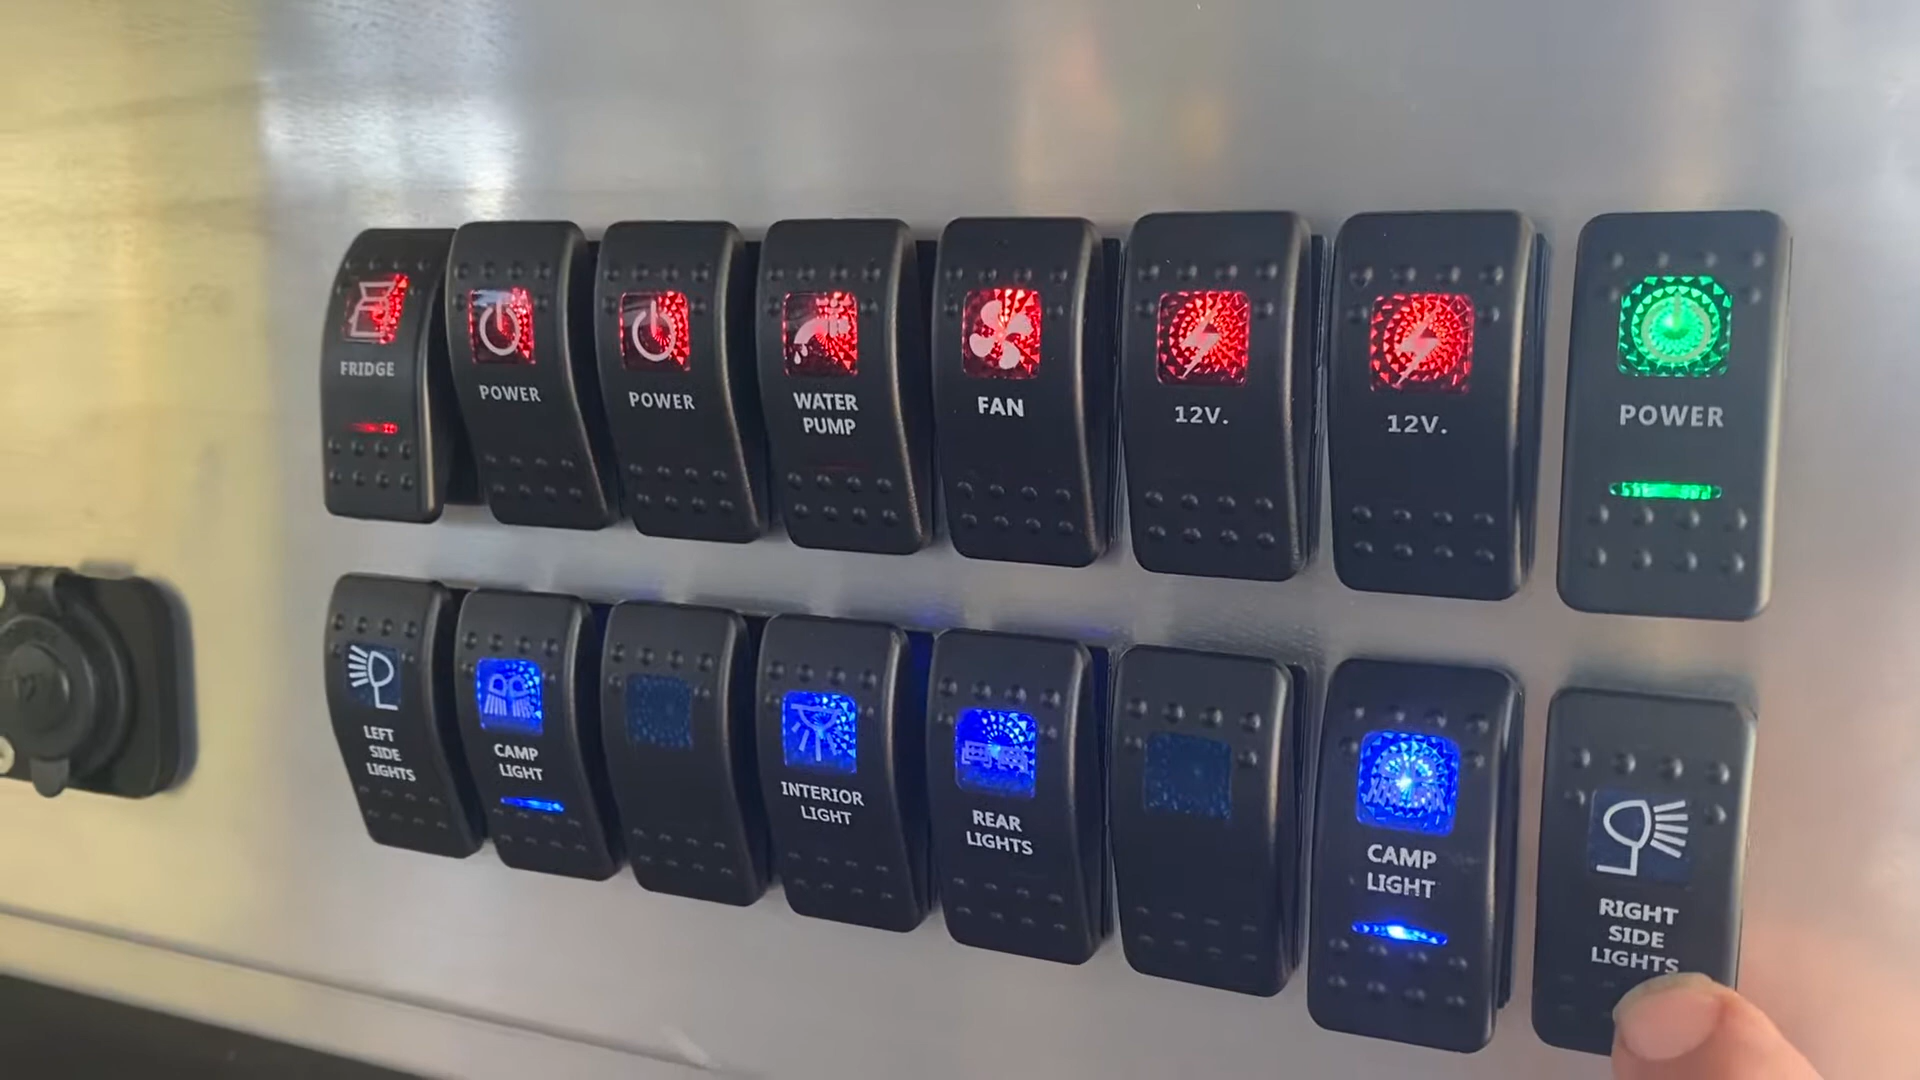 FRIDGE
POWER
POWER
WATER
PUMP
FAN
12V.
12V.
POWER
LEFT
SIDE
LIGHTS
CAMP
LIGHT
INTERIOR
LIGHT
REAR
LIGHTS
CAMP
LIGHT
RIGHT
SIDE
LIGHTS